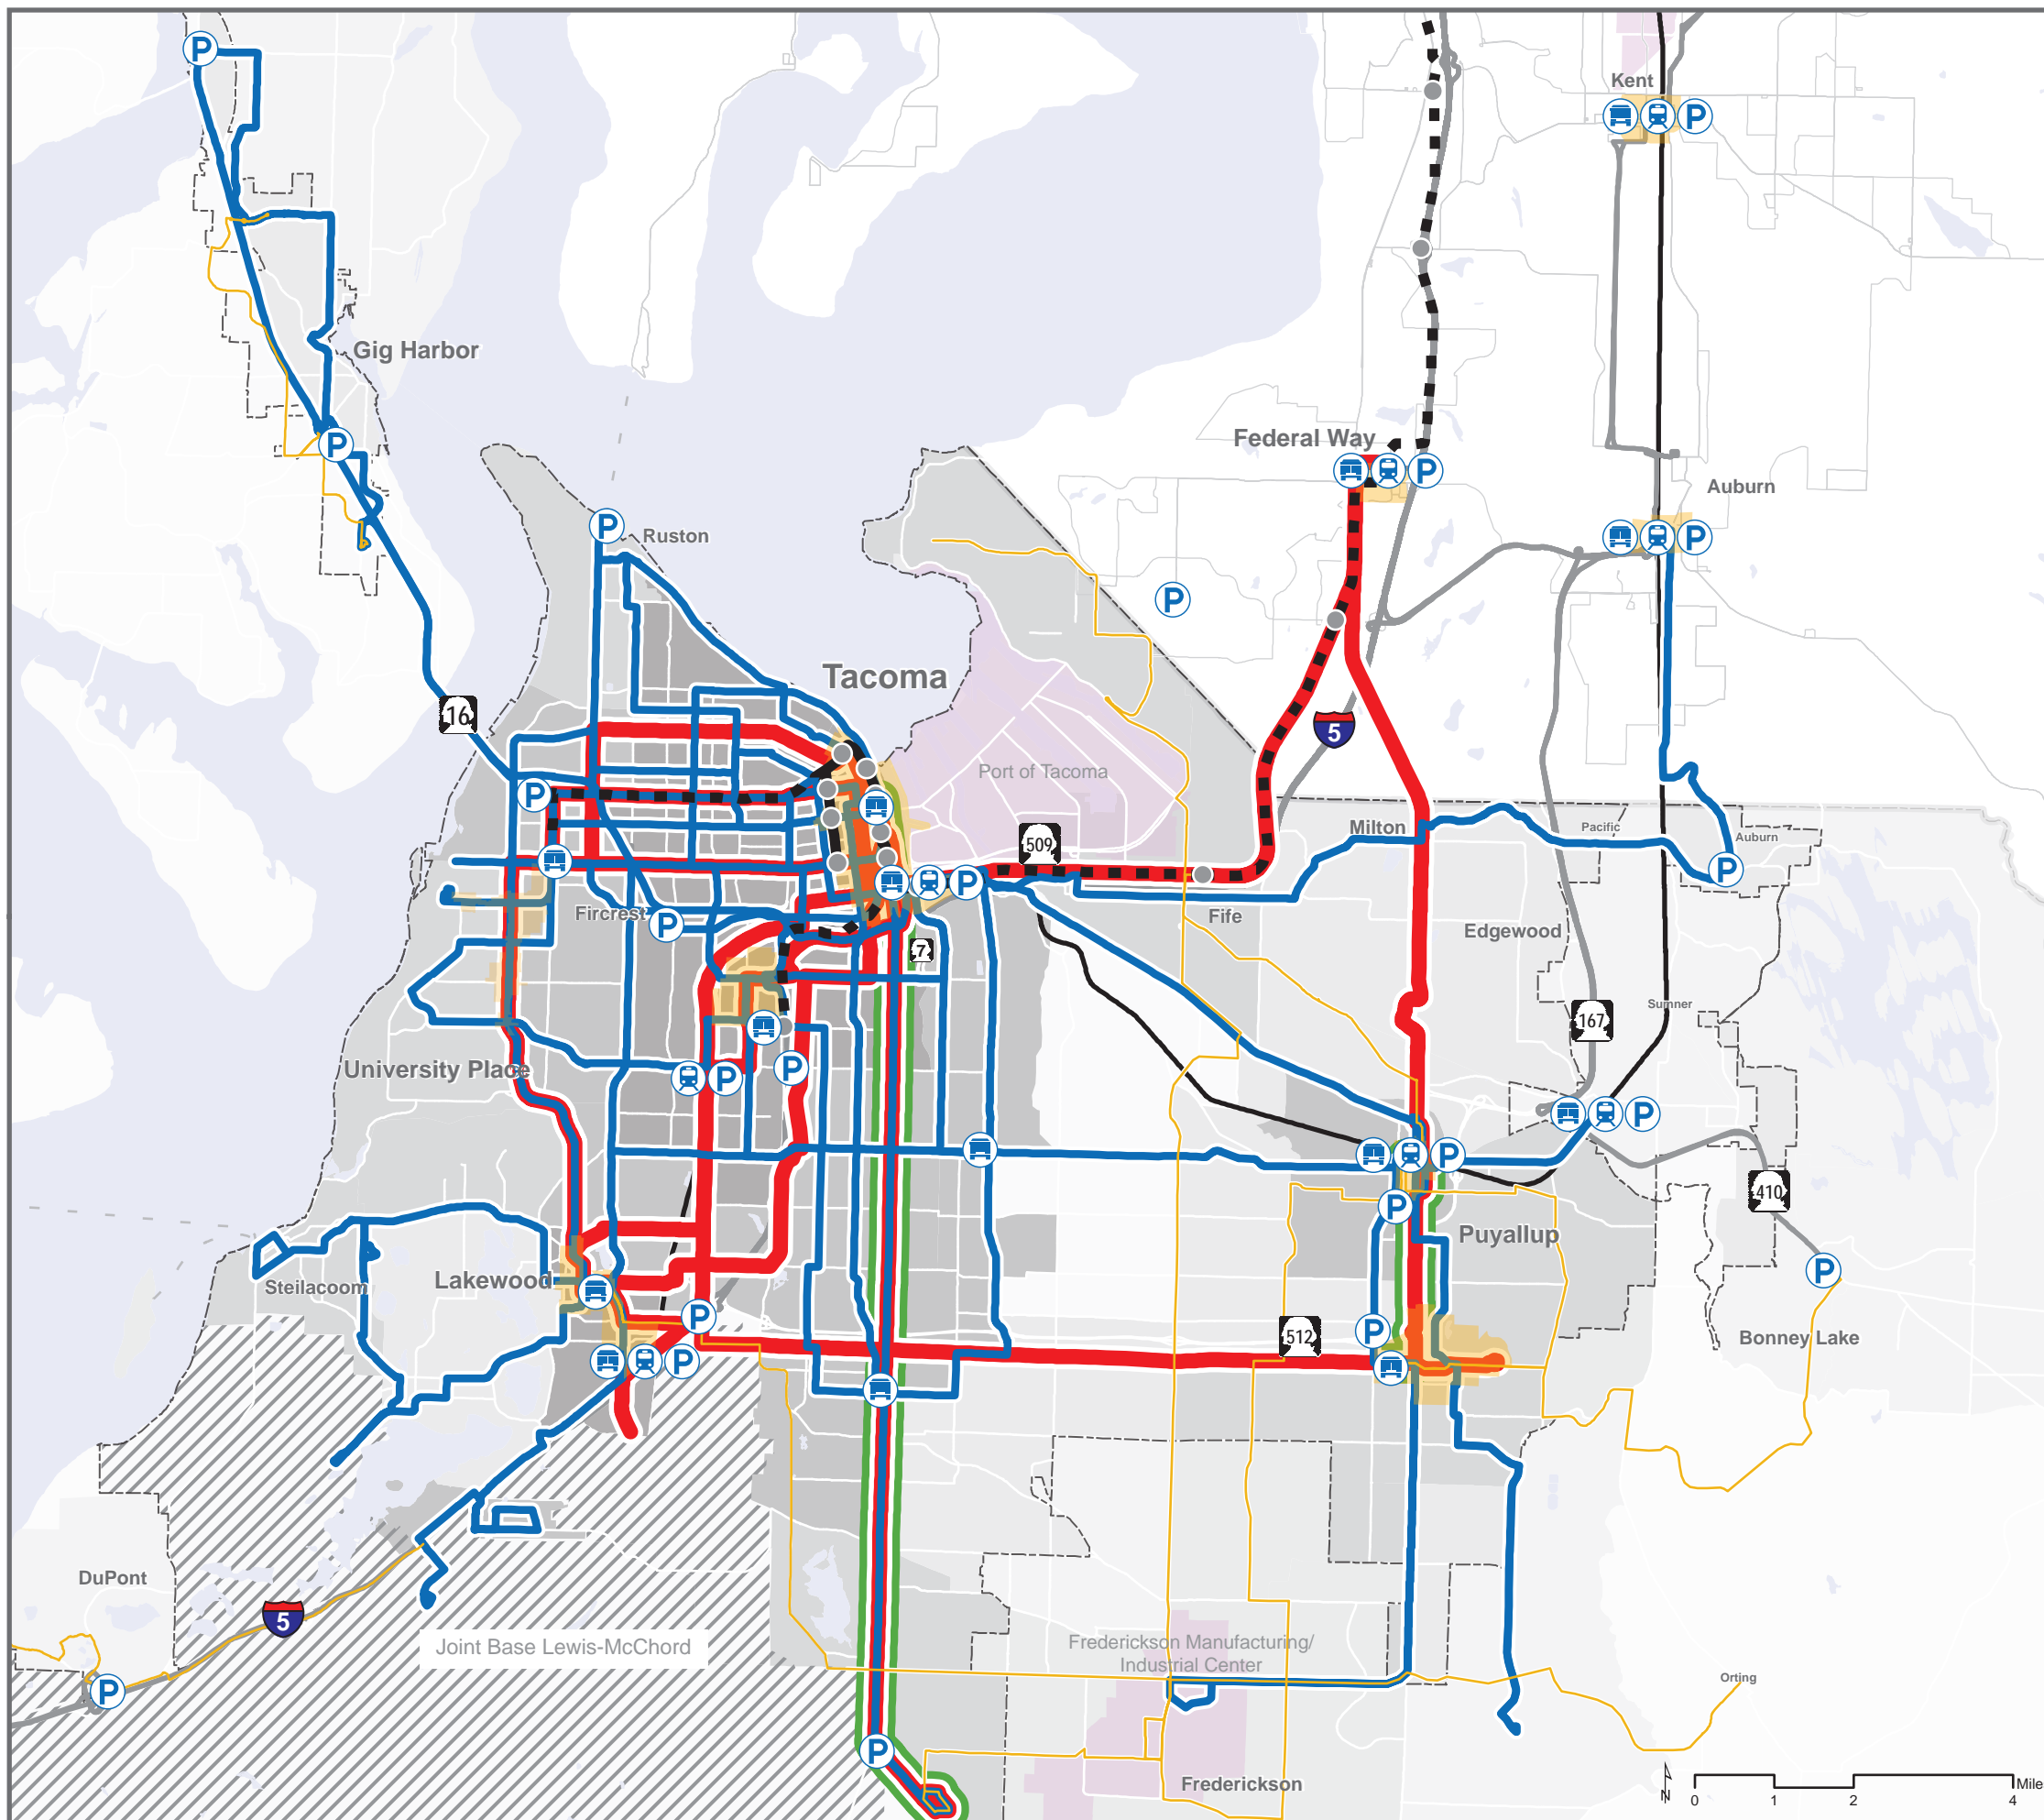 Kent
P
P
Gig Harbor
P
Federal Way
P
Auburn
P
P
Ruston
P
Tacoma
16
5
Port of Tacoma
P
Milton
Pacific
Auburn
509
P
P
Fircrest
P
Fife
Edgewood
7
Sumner
167
University Place
P
P
P
P
410
P
Puyallup
Steilacoom
Lakewood
P
P
P
512
Bonney Lake
P
DuPont
5
Joint Base Lewis-McChord
Frederickson Manufacturing/
Industrial Center
Orting
P
P
Frederickson
N
Mile
0 1 2 4